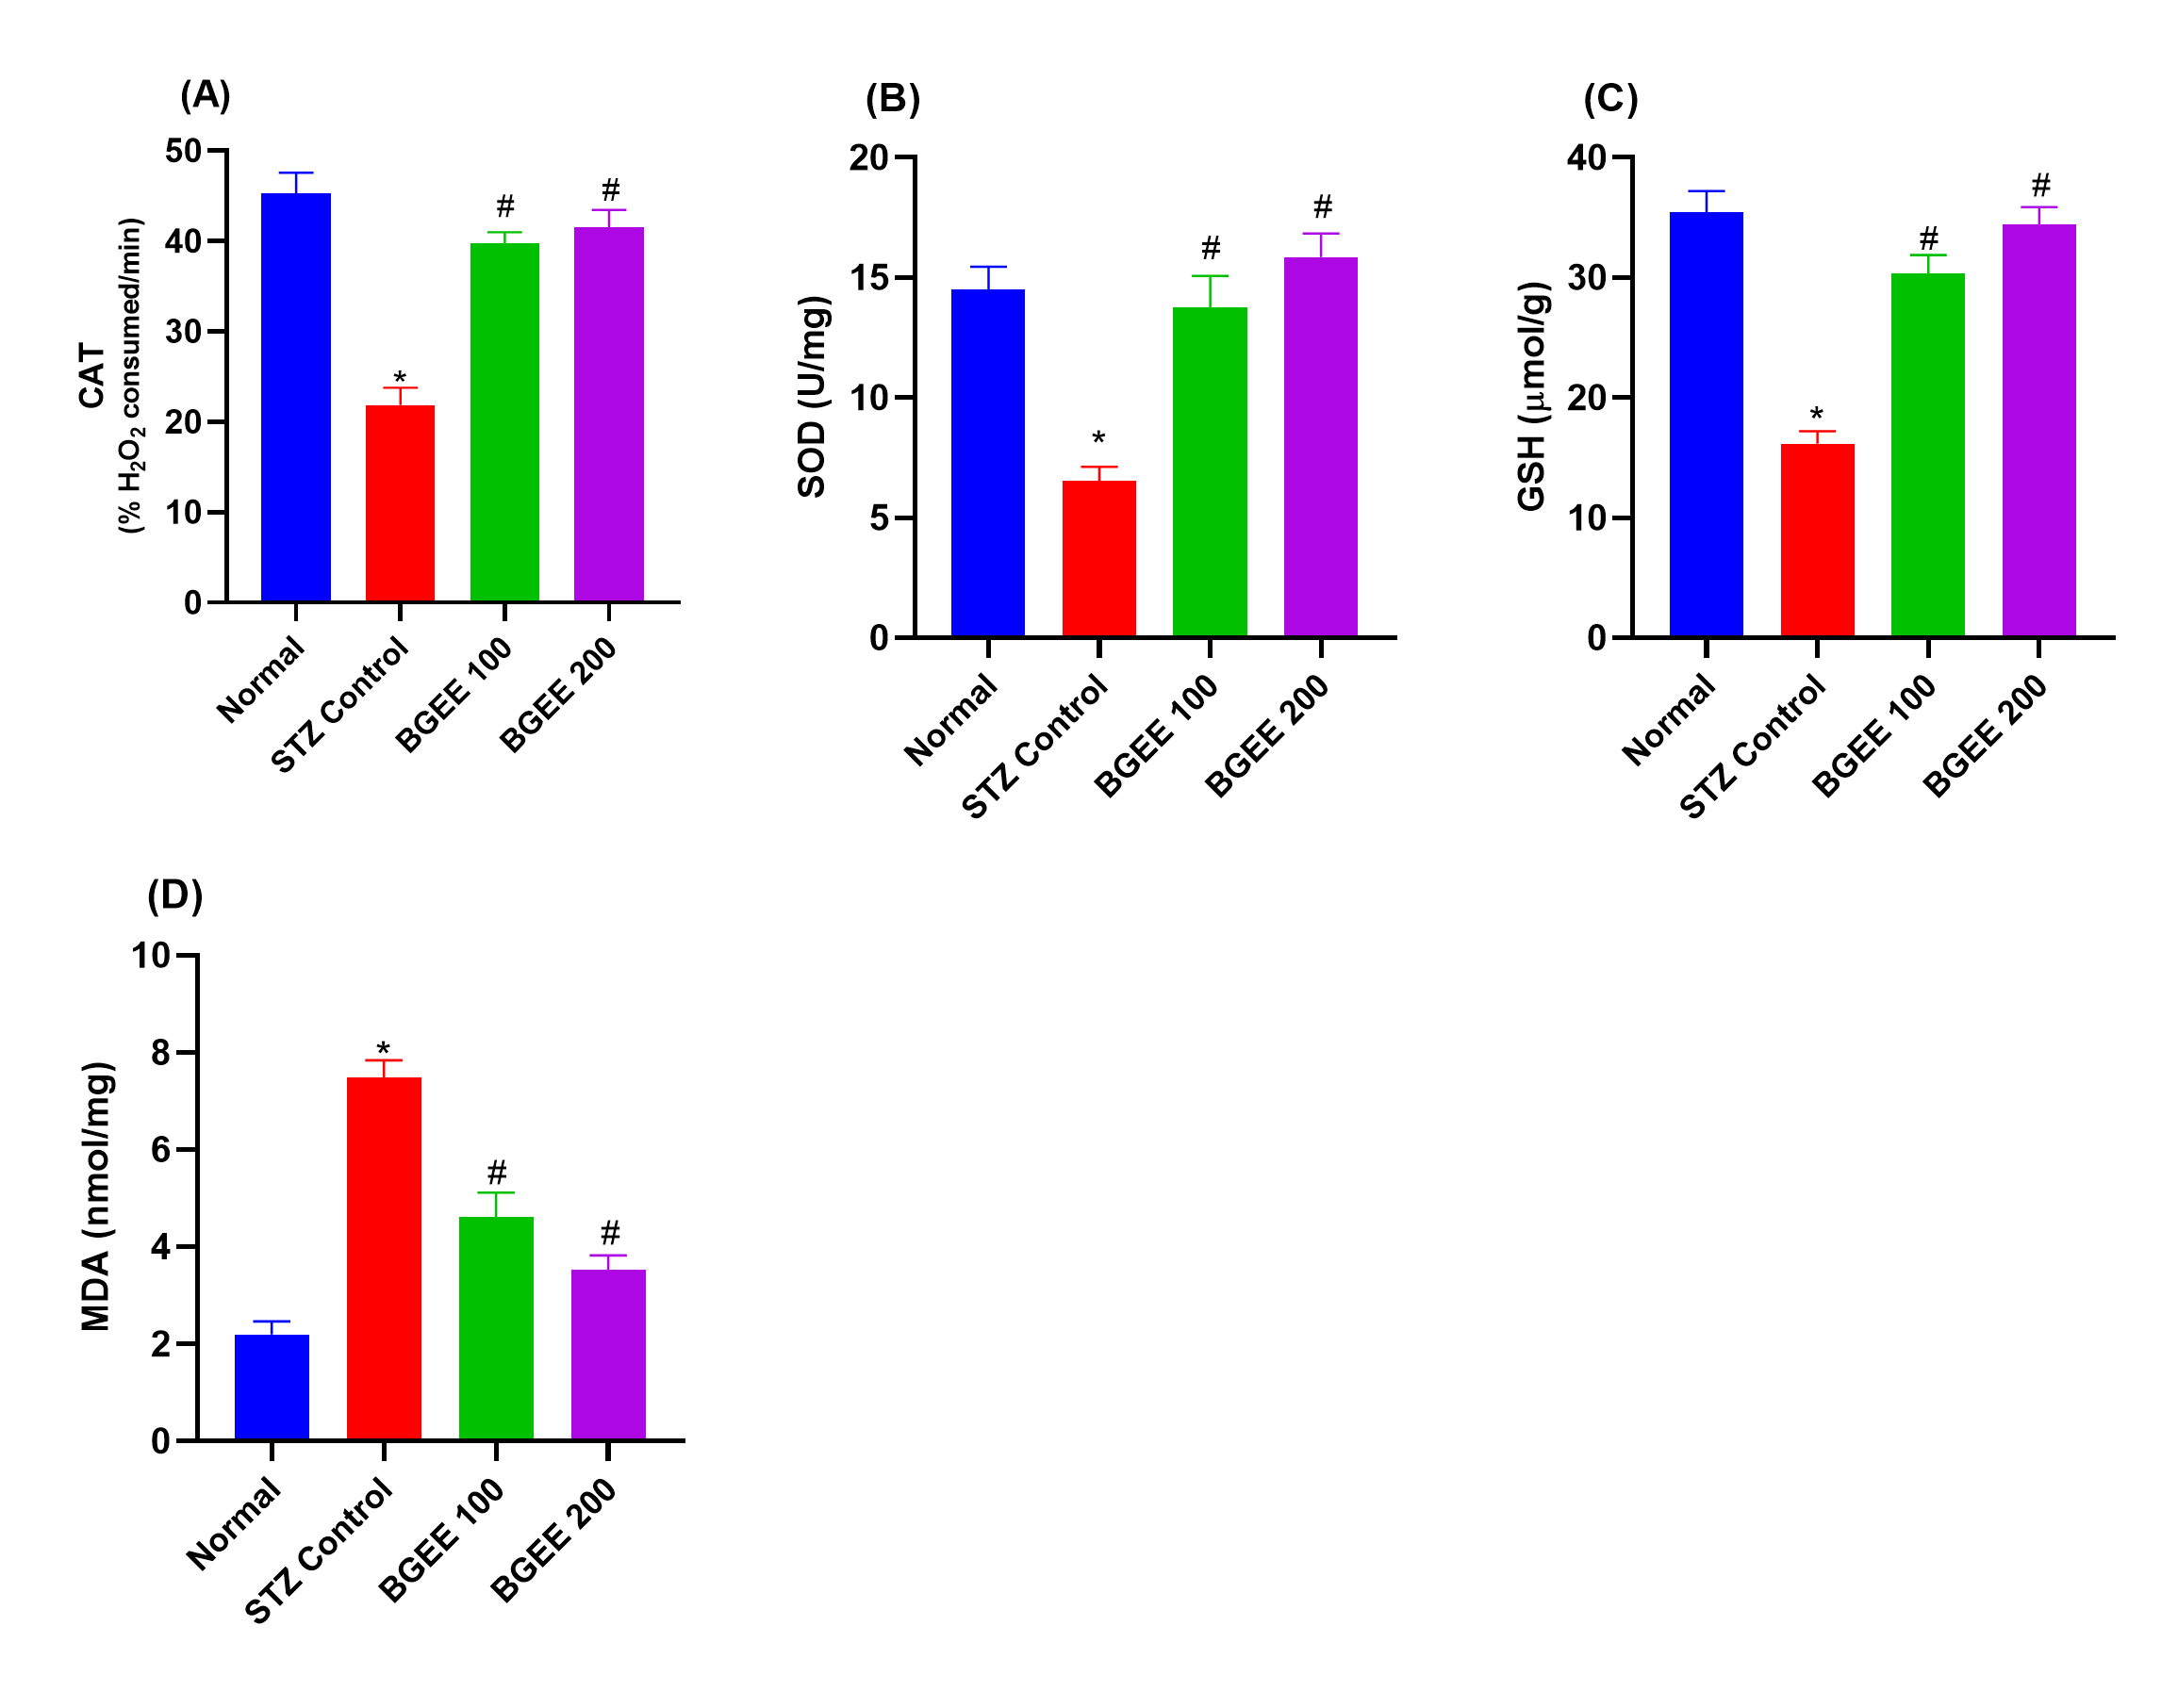 (A)
CAT
(% H₂O₂ consumed/min)
50
40
30
20
10
0
*
#
#
Normal
STZ Control
BGEE 100
BGEE 200
(B)
SOD (U/mg)
20
15
10
5
0
*
#
#
Normal
STZ Control
BGEE 100
BGEE 200
(C)
GSH (μmol/g)
40
30
20
10
0
*
#
#
Normal
STZ Control
BGEE 100
BGEE 200
(D)
MDA (nmol/mg)
10
8
6
4
2
0
*
#
#
Normal
STZ Control
BGEE 100
BGEE 200